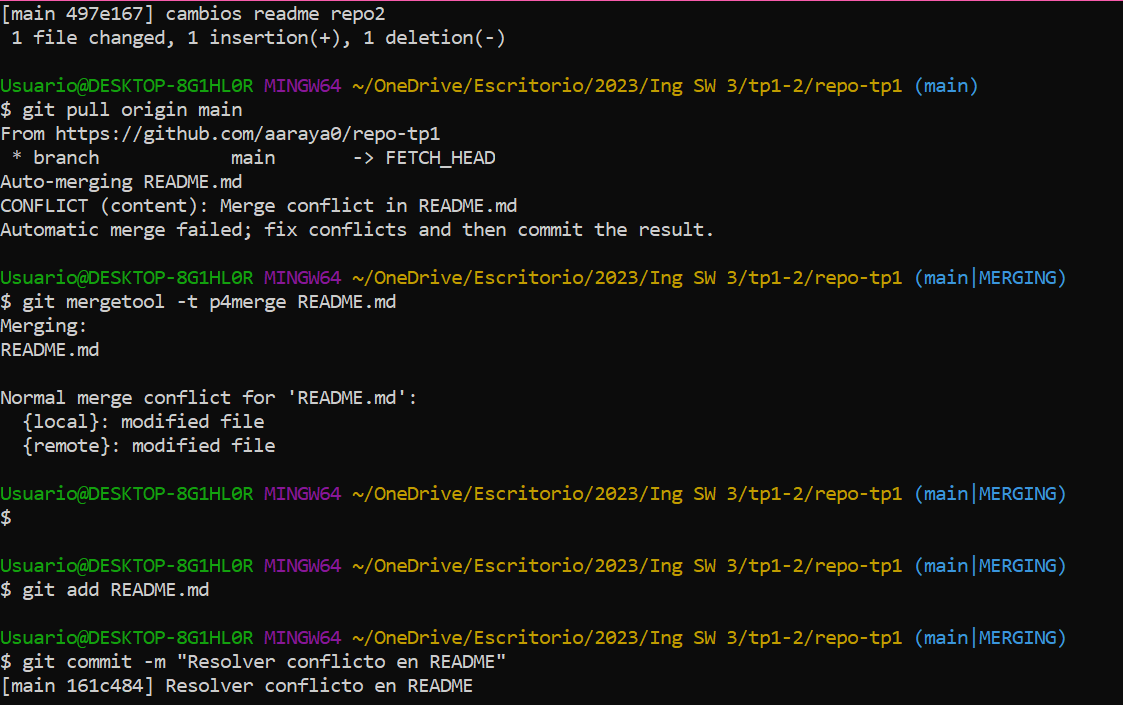 [main 497e167] cambios readme repo2
 1 file changed, 1 insertion(+), 1 deletion(-)
Usuario@DESKTOP-8G1HL0R MINGW64 ~/OneDrive/Escritorio/2023/Ing SW 3/tp1-2/repo-tp1 (main)
$ git pull origin main
From https://github.com/aaraya0/repo-tp1
 * branch            main       -> FETCH_HEAD
Auto-merging README.md
CONFLICT (content): Merge conflict in README.md
Automatic merge failed; fix conflicts and then commit the result.
Usuario@DESKTOP-8G1HL0R MINGW64 ~/OneDrive/Escritorio/2023/Ing SW 3/tp1-2/repo-tp1 (main|MERGING)
$ git mergetool -t p4merge README.md
Merging:
README.md
Normal merge conflict for 'README.md':
  {local}: modified file
  {remote}: modified file
Usuario@DESKTOP-8G1HL0R MINGW64 ~/OneDrive/Escritorio/2023/Ing SW 3/tp1-2/repo-tp1 (main|MERGING)
$
Usuario@DESKTOP-8G1HL0R MINGW64 ~/OneDrive/Escritorio/2023/Ing SW 3/tp1-2/repo-tp1 (main|MERGING)
$ git add README.md
Usuario@DESKTOP-8G1HL0R MINGW64 ~/OneDrive/Escritorio/2023/Ing SW 3/tp1-2/repo-tp1 (main|MERGING)
$ git commit -m "Resolver conflicto en README"
[main 161c484] Resolver conflicto en README